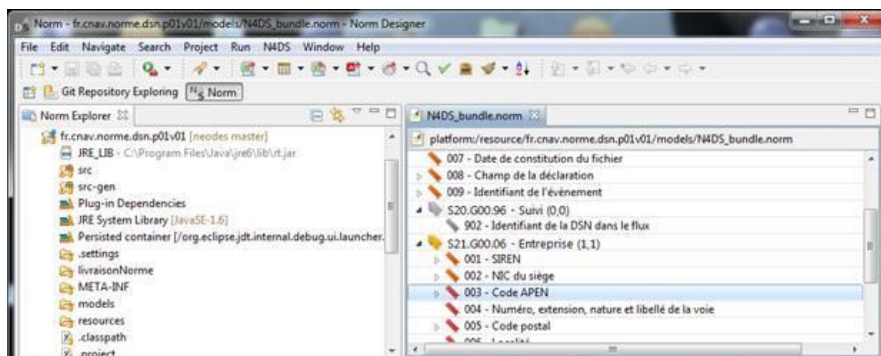 Norm - fr.cnav.norme.dsn.p01v01/models/N4DS_bundle.norm - Norm Designer
File Edit Navigate Search Project Run N4DS Window Help
Git Repository Exploring Norm
Norm Explorer
fr.cnav.norme.dsn.p01v01 [neodes master]
JRE_LIB - C:\Program Files\Java\jre6\lib\rt.jar
src
src-gen
Plug-in Dependencies
JRE System Library [JavaSE-1.6]
Persisted container [/org.eclipse.jdt.internal.debug.ui.launcher.
.settings
livraisonNorme
META-INF
models
resources
.classpath
.project
N4DS_bundle.norm
platform:/resource/fr.cnav.norme.dsn.p01v01/models/N4DS_bundle.norm
007 - Date de constitution du fichier
008 - Champ de la déclaration
009 - Identifiant de l'événement
S20.G00.96 - Suivi (0,0)
902 - Identifiant de la DSN dans le flux
S21.G00.06 - Entreprise (1,1)
001 - SIREN
002 - NIC du siège
003 - Code APEN
004 - Numéro, extension, nature et libellé de la voie
005 - Code postal
006 - Localité